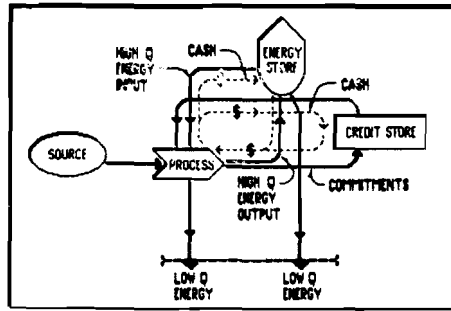 HIGH Q
ENERGY
INPUT
CASH
ENERGY
STORE
CASH
$
$
CREDIT STORE
SOURCE
PROCESS
HIGH Q
ENERGY
OUTPUT
COMMITMENTS
LOW Q
ENERGY
LOW Q
ENERGY